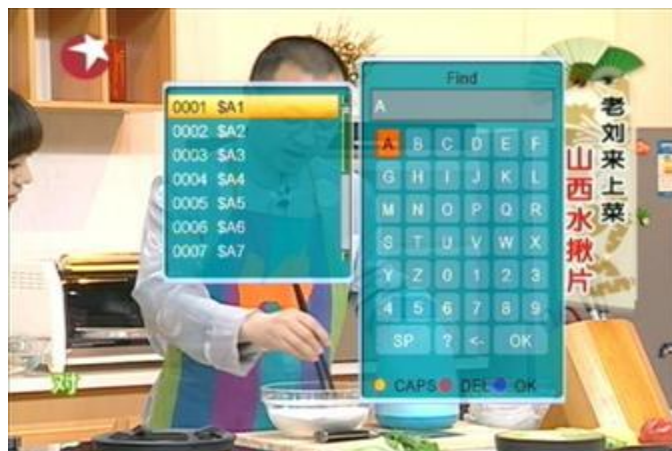 Find
A
0001 $A1
0002 $A2
0003 $A3
0004 $A4
0005 $A5
0006 $A6
0007 $A7
A B C D E F
G H I J K L
M N O P Q R
S T U V W X
Y Z 0 1 2 3
4 5 6 7 8 9
SP ? <- OK
CAPS DEL OK
老刘来上菜
山西水揪片
对